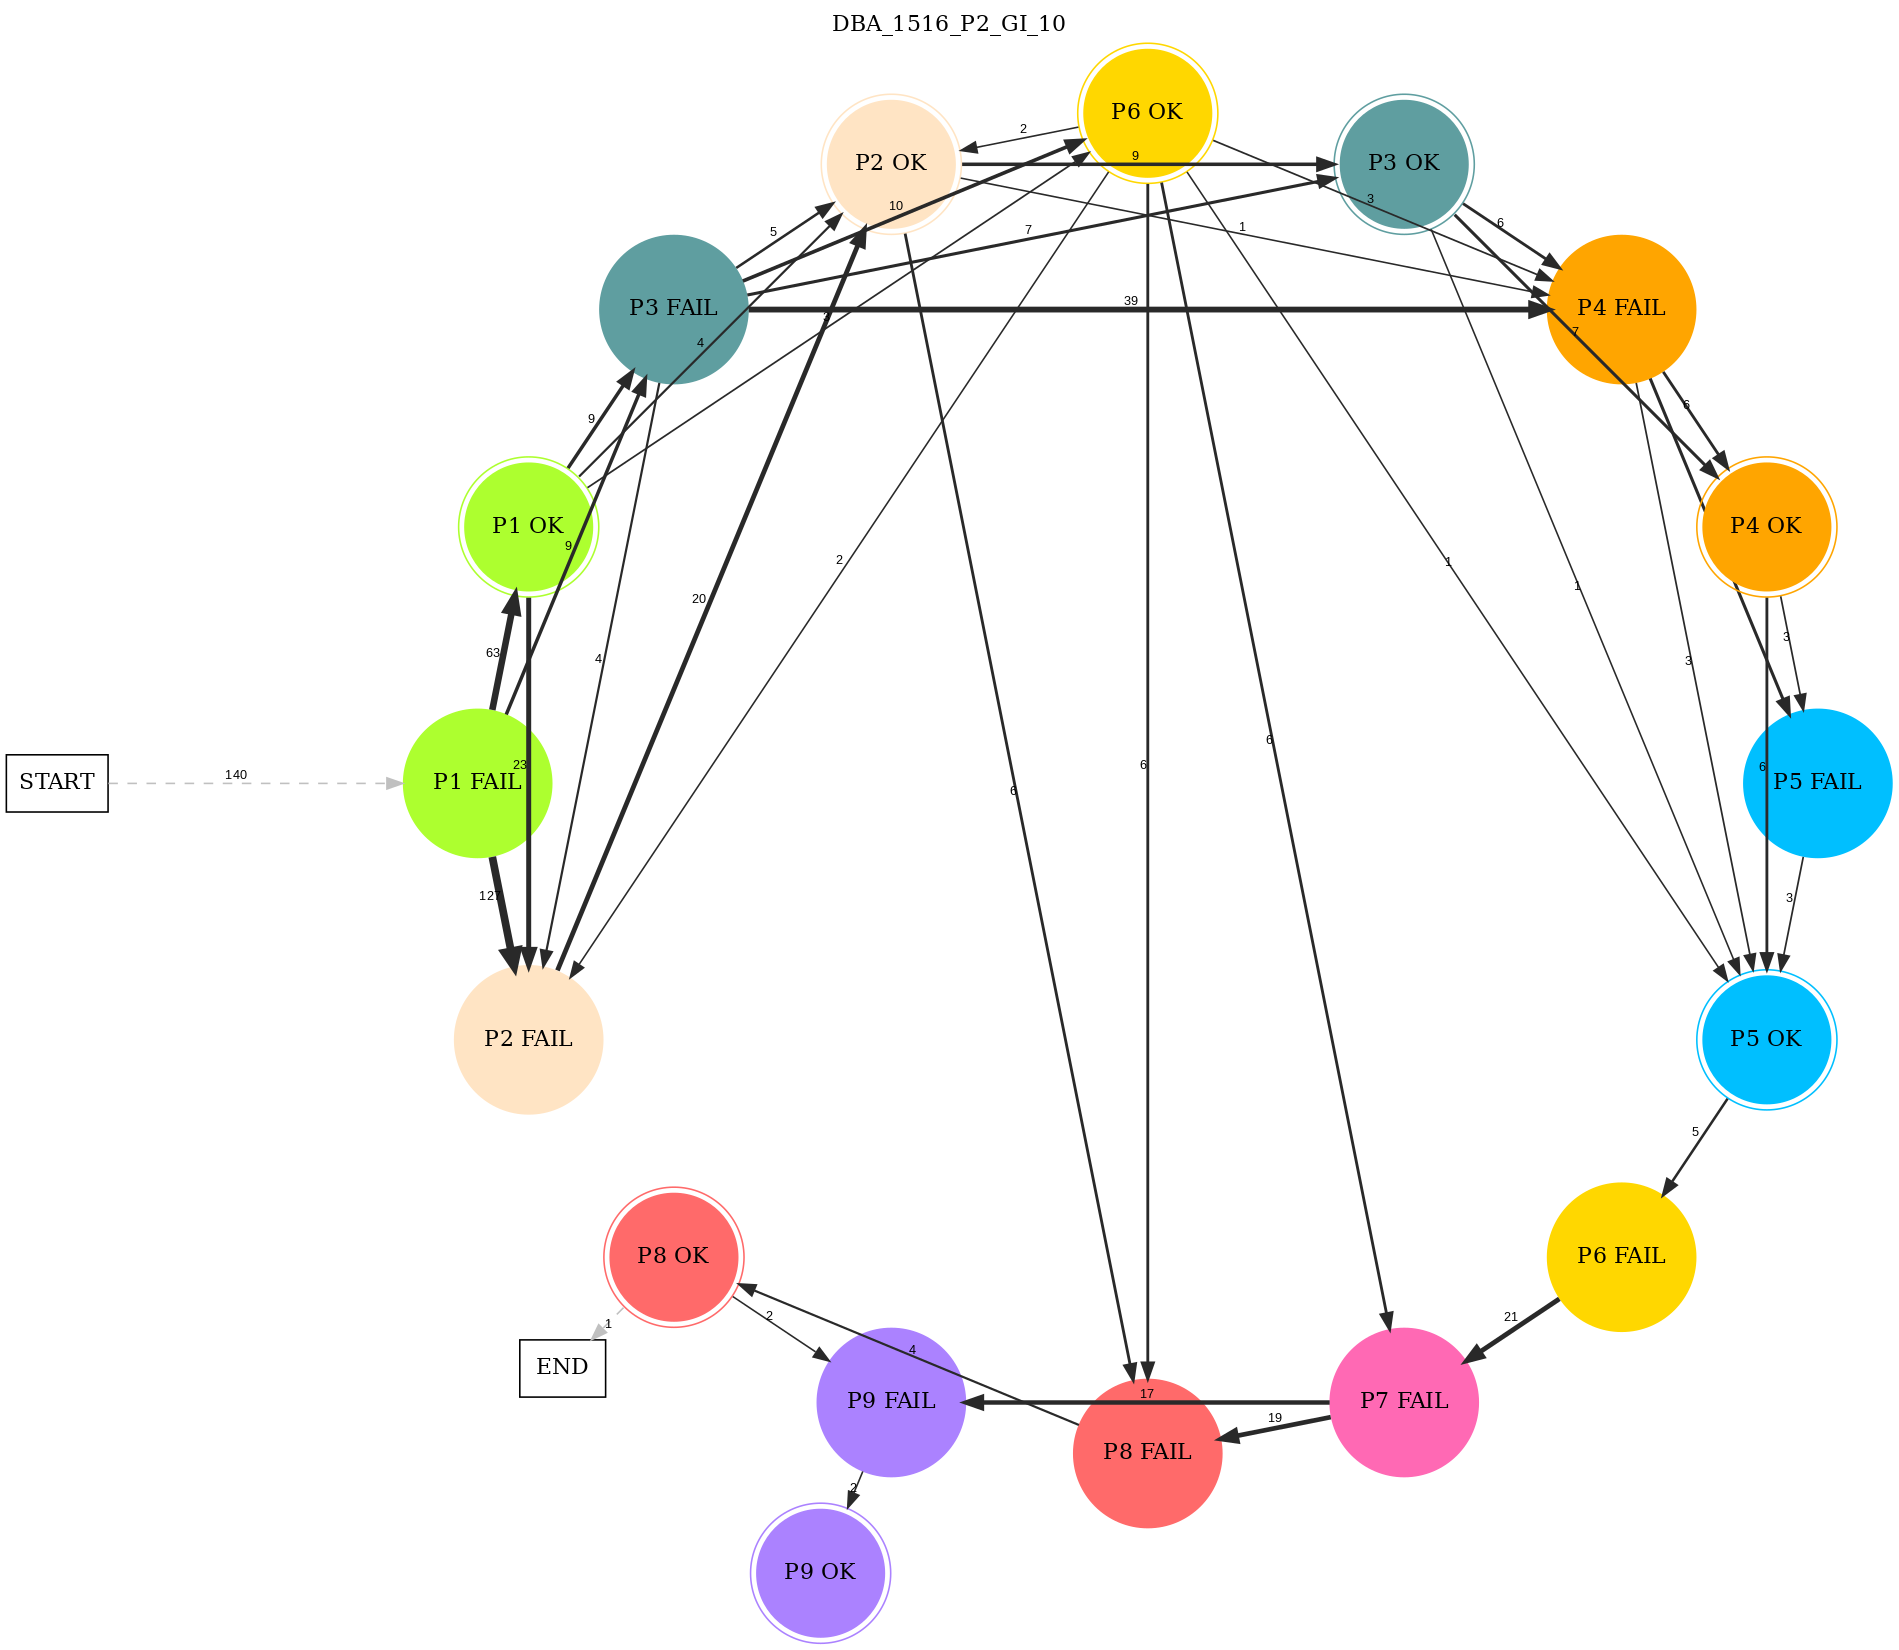 DBA_1516_P2_GI_10
P6 OK
2
P2 OK
9
P3 OK
3
10
5
7
1
6
P3 FAIL
39
P4 FAIL
3
4
7
9
6
P1 OK
P4 OK
9
2
1
1
20
63
4
3
3
START
140
P1 FAIL
23
6
6
6
6
P5 FAIL
127
3
P2 FAIL
P5 OK
5
P8 OK
P6 FAIL
1
2
21
END
4
P9 FAIL
17
P7 FAIL
19
P8 FAIL
2
P9 OK